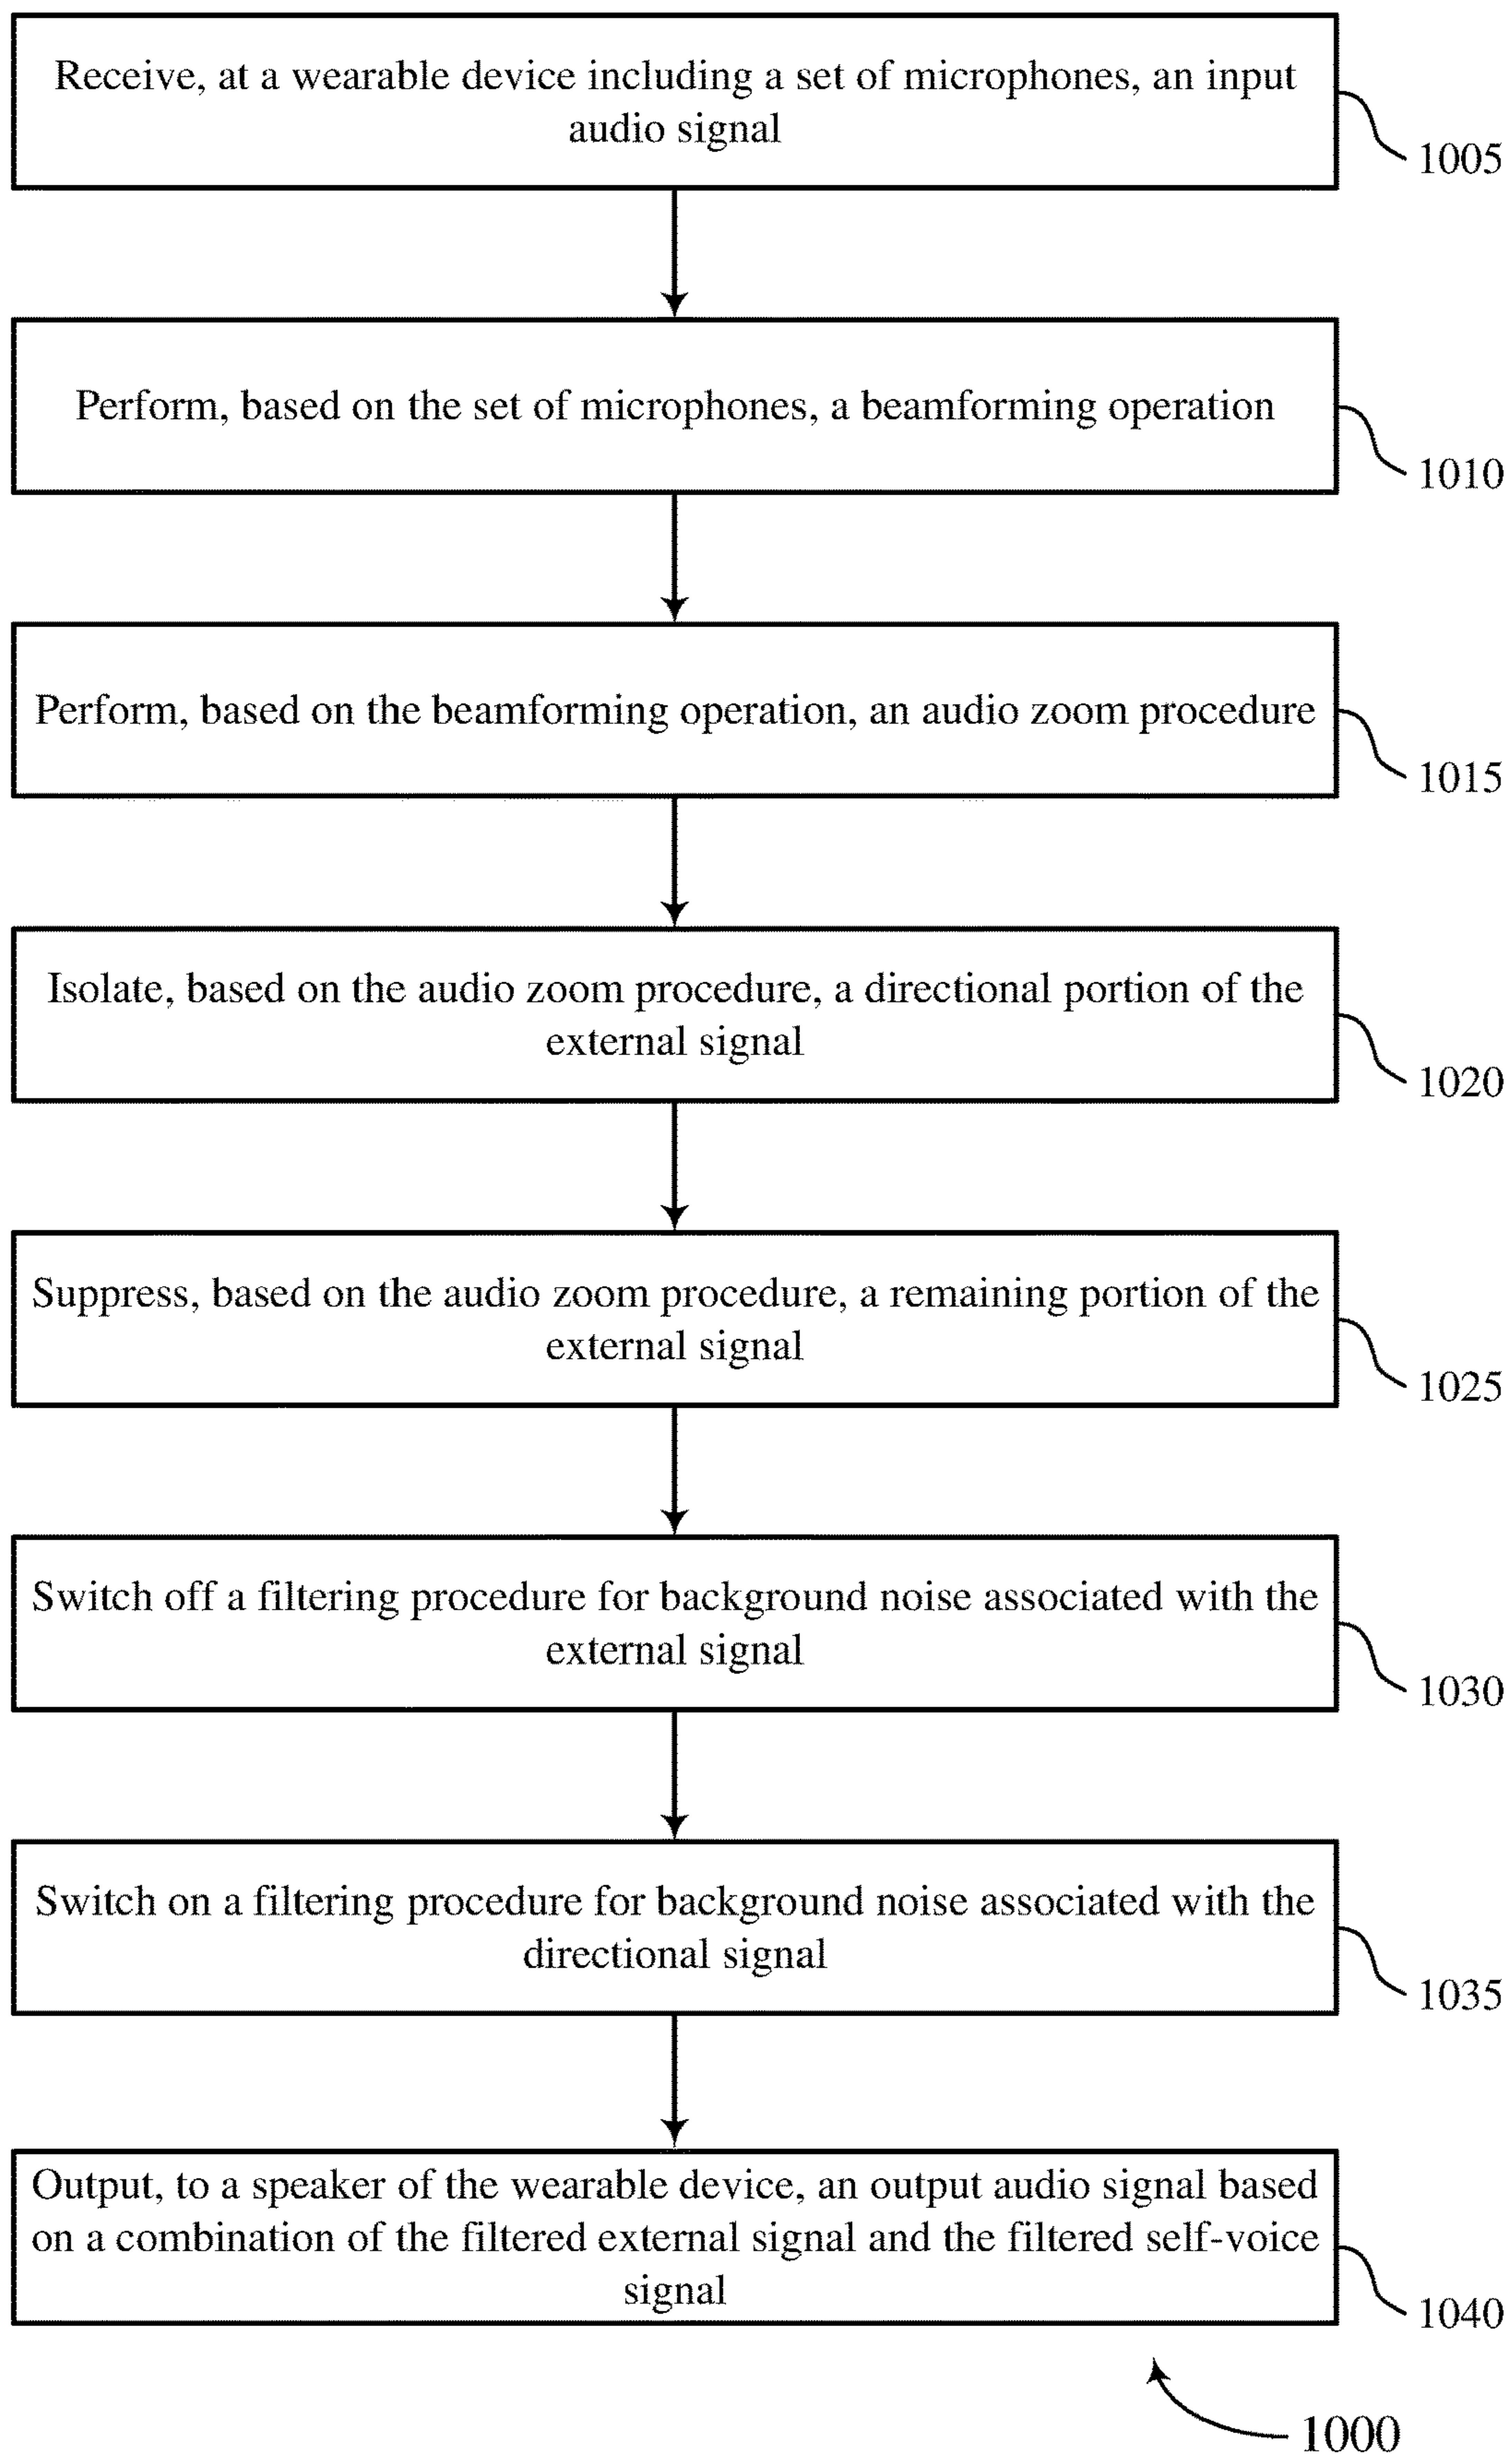 Receive, at a wearable device including a set of microphones, an input
audio signal
1005
Perform, based on the set of microphones, a beamforming operation
1010
Perform, based on the beamforming operation, an audio zoom procedure
1015
Isolate, based on the audio zoom procedure, a directional portion of the
external signal
1020
Suppress, based on the audio zoom procedure, a remaining portion of the
external signal
1025
Switch off a filtering procedure for background noise associated with the
external signal
1030
Switch on a filtering procedure for background noise associated with the
directional signal
1035
Output, to a speaker of the wearable device, an output audio signal based
on a combination of the filtered external signal and the filtered self-voice
signal
1040
1000